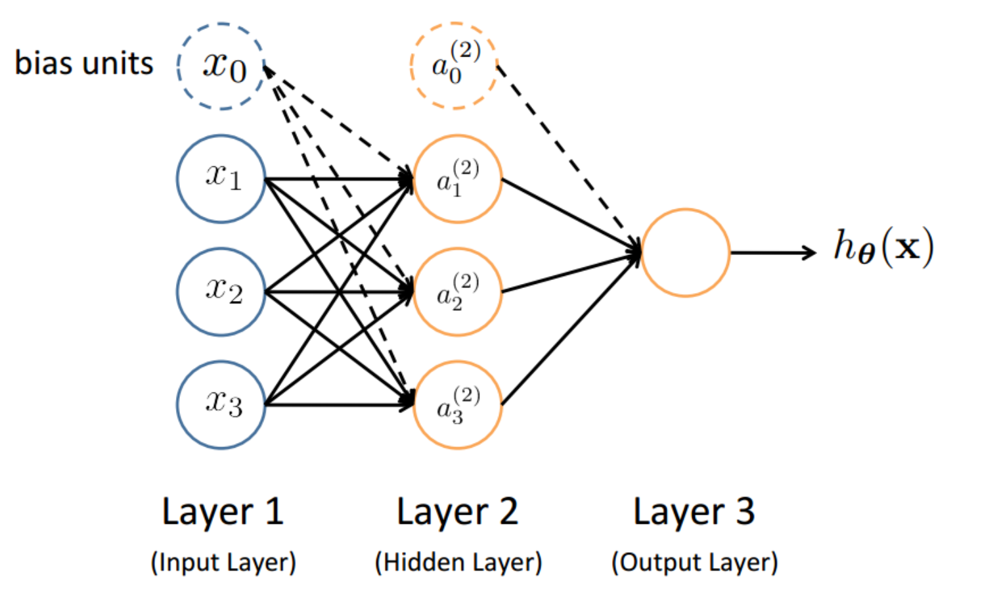 bias units
x₀
a₀⁽²⁾
x₁
a₁⁽²⁾
x₂
a₂⁽²⁾
x₃
a₃⁽²⁾
h_θ(x)
Layer 1
(Input Layer)
Layer 2
(Hidden Layer)
Layer 3
(Output Layer)